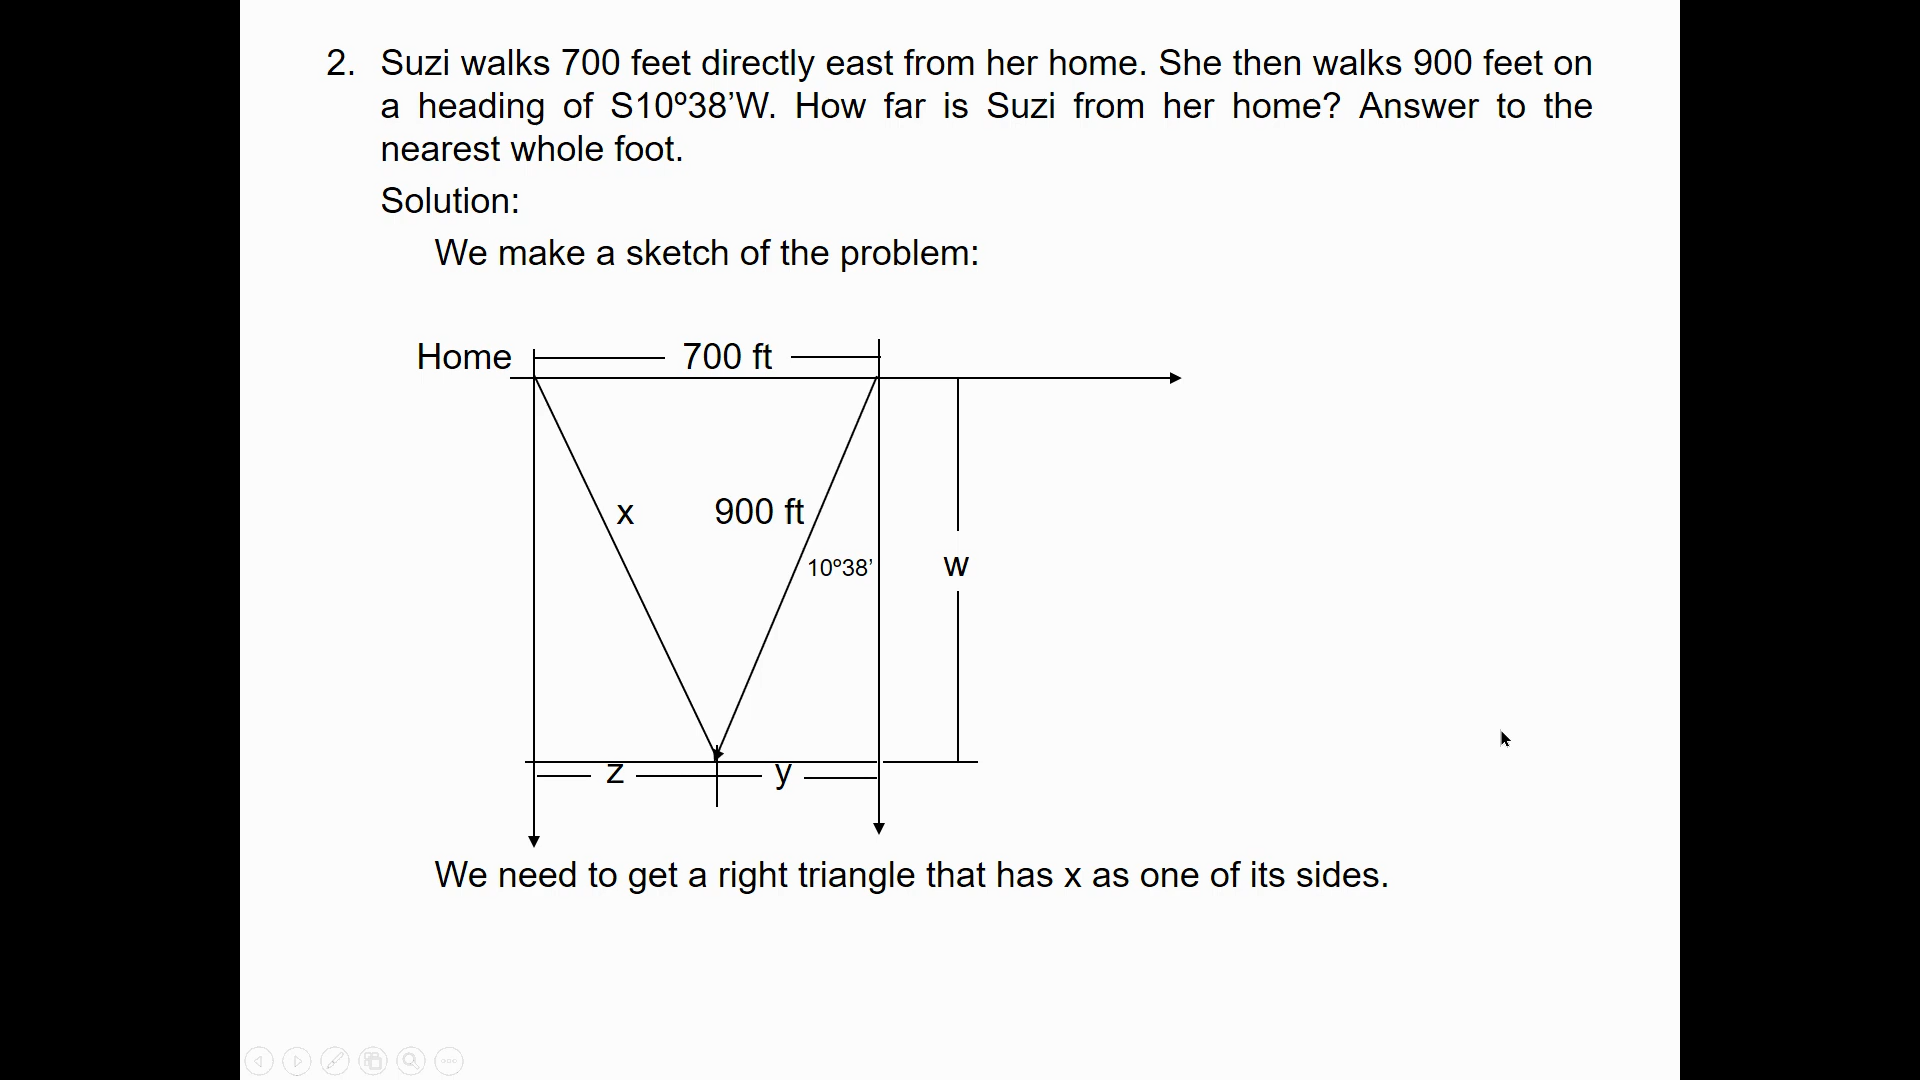 2. Suzi walks 700 feet directly east from her home. She then walks 900 feet on
a heading of S10º38’W. How far is Suzi from her home? Answer to the
nearest whole foot.
Solution:
We make a sketch of the problem:
Home 700 ft
x 900 ft
10º38’ w
z y
We need to get a right triangle that has x as one of its sides.